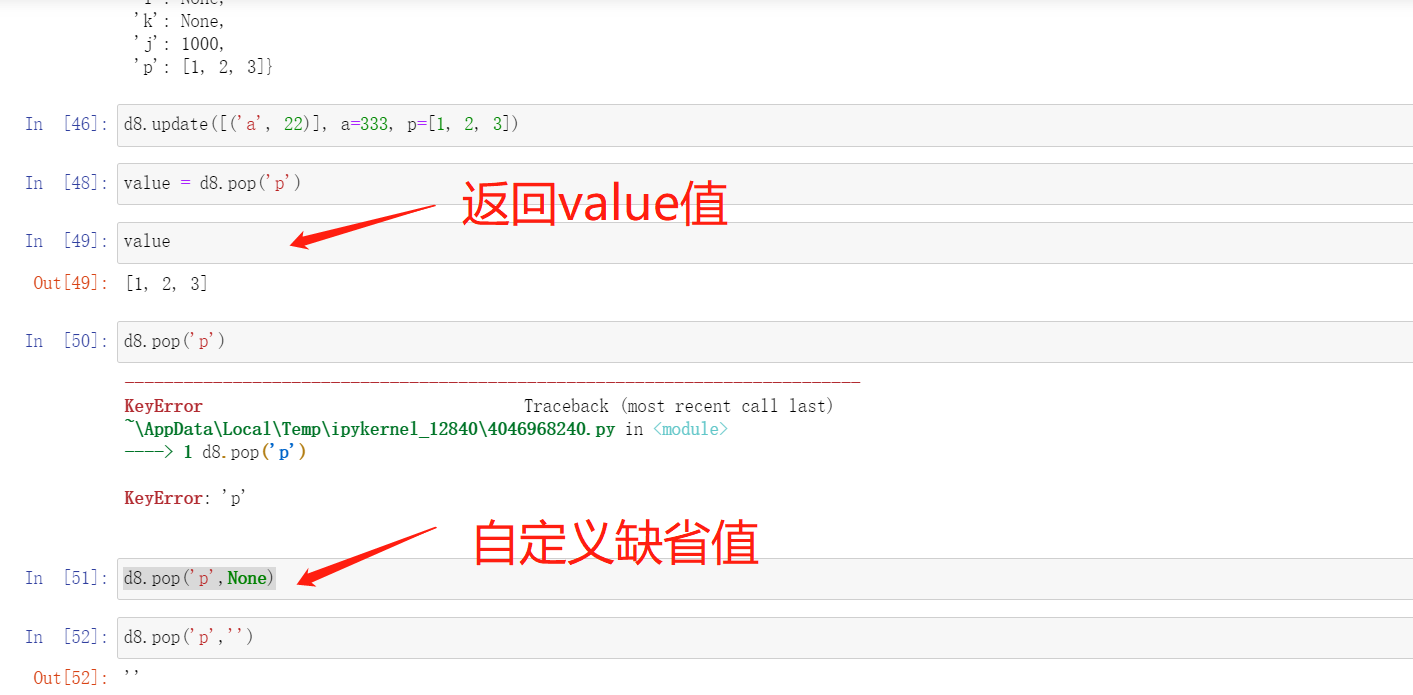 'k': None,
'j': 1000,
'p': [1, 2, 3]}
In [46]: d8.update([('a', 22)], a=333, p=[1, 2, 3])
In [48]: value = d8.pop('p')
返回value值
In [49]: value
Out[49]: [1, 2, 3]
In [50]: d8.pop('p')
---------------------------------------------------------------------------
KeyError Traceback (most recent call last)
~\AppData\Local\Temp\ipykernel_12840\4046968240.py in <module>
----> 1 d8.pop('p')
KeyError: 'p'
自定义缺省值
In [51]: d8.pop('p',None)
In [52]: d8.pop('p','')
Out[52]: ''